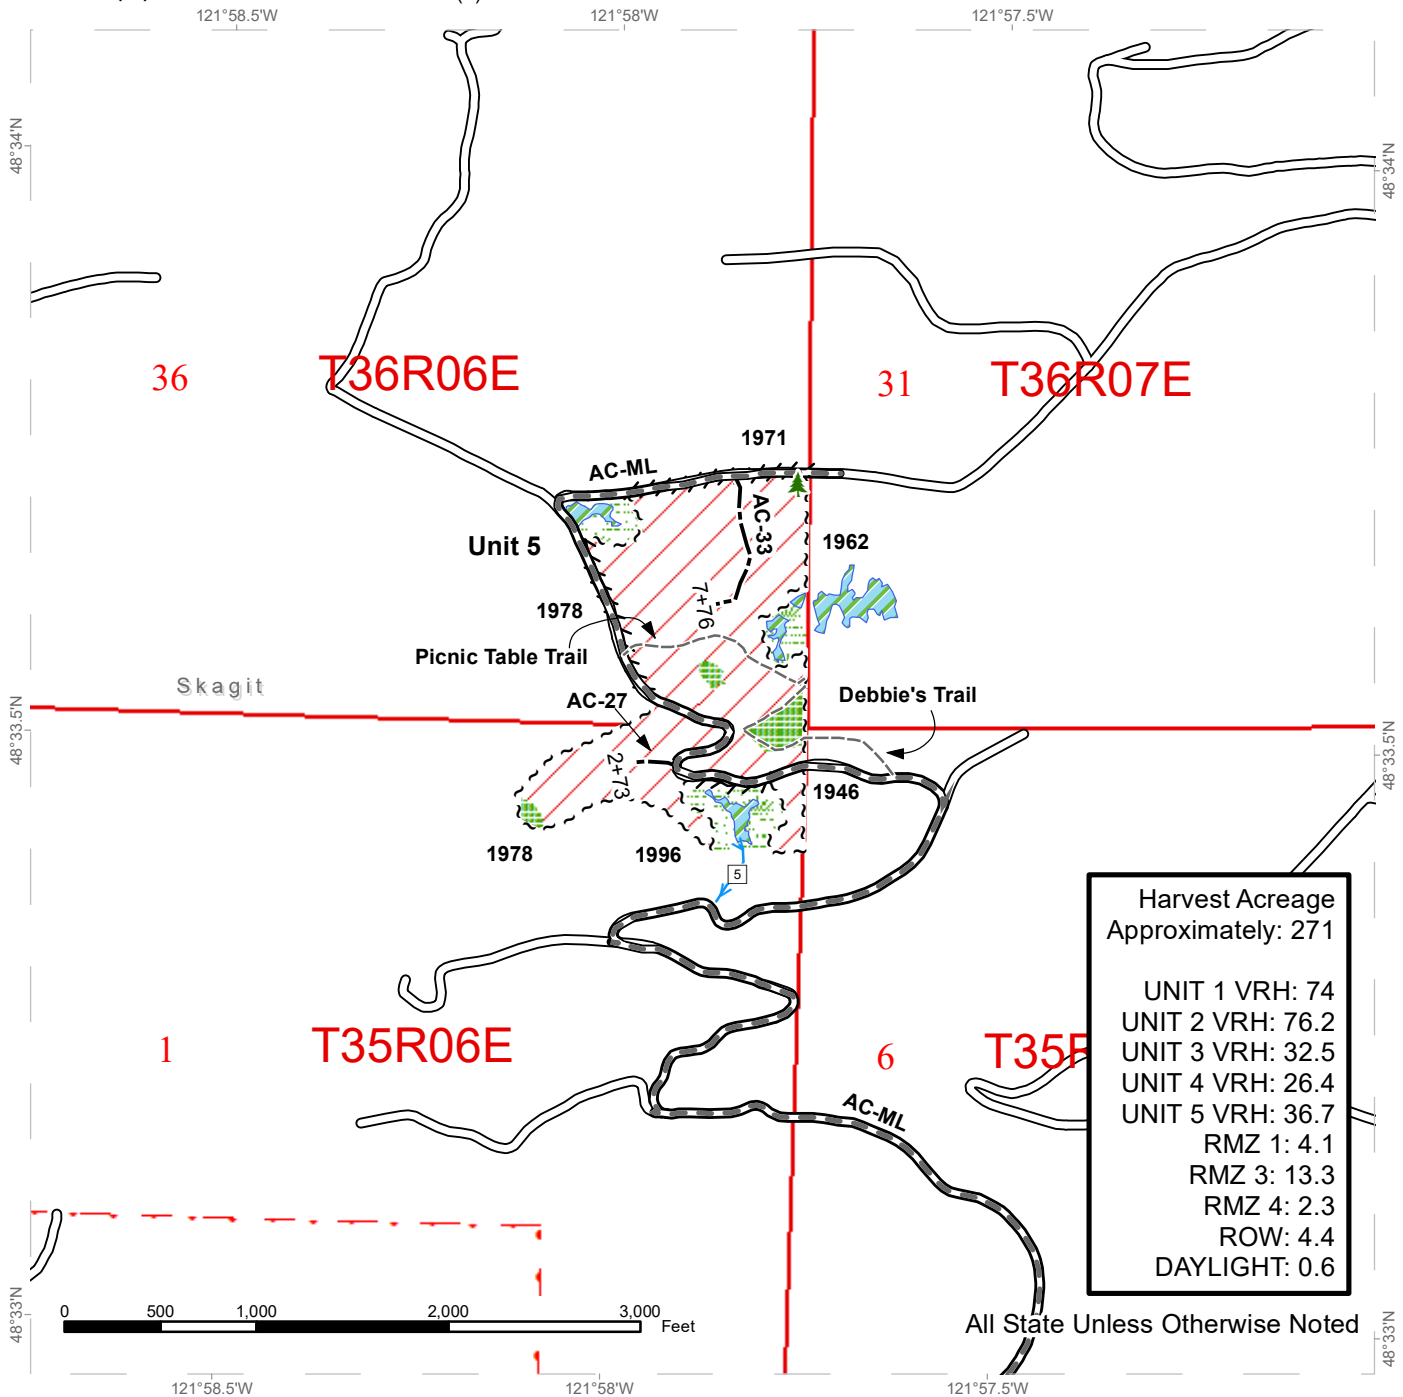 121°58.5'W
121°58'W
121°57.5'W
48°34'N
48°34'N
36
T36R06E
31
T36R07E
1971
AC-ML
AC-33
Unit 5
1962
7+76
1978
Picnic Table Trail
Skagit
Debbie's Trail
AC-27
48°33.5'N
48°33.5'N
2+73
1946
1978
1996
5
Harvest Acreage
Approximately: 271
UNIT 1 VRH: 74
UNIT 2 VRH: 76.2
UNIT 3 VRH: 32.5
UNIT 4 VRH: 26.4
UNIT 5 VRH: 36.7
RMZ 1: 4.1
RMZ 3: 13.3
RMZ 4: 2.3
ROW: 4.4
DAYLIGHT: 0.6
1
T35R06E
6
T35R
AC-ML
0 500 1,000 2,000 3,000
Feet
All State Unless Otherwise Noted
48°33'N
48°33'N
121°58.5'W
121°58'W
121°57.5'W